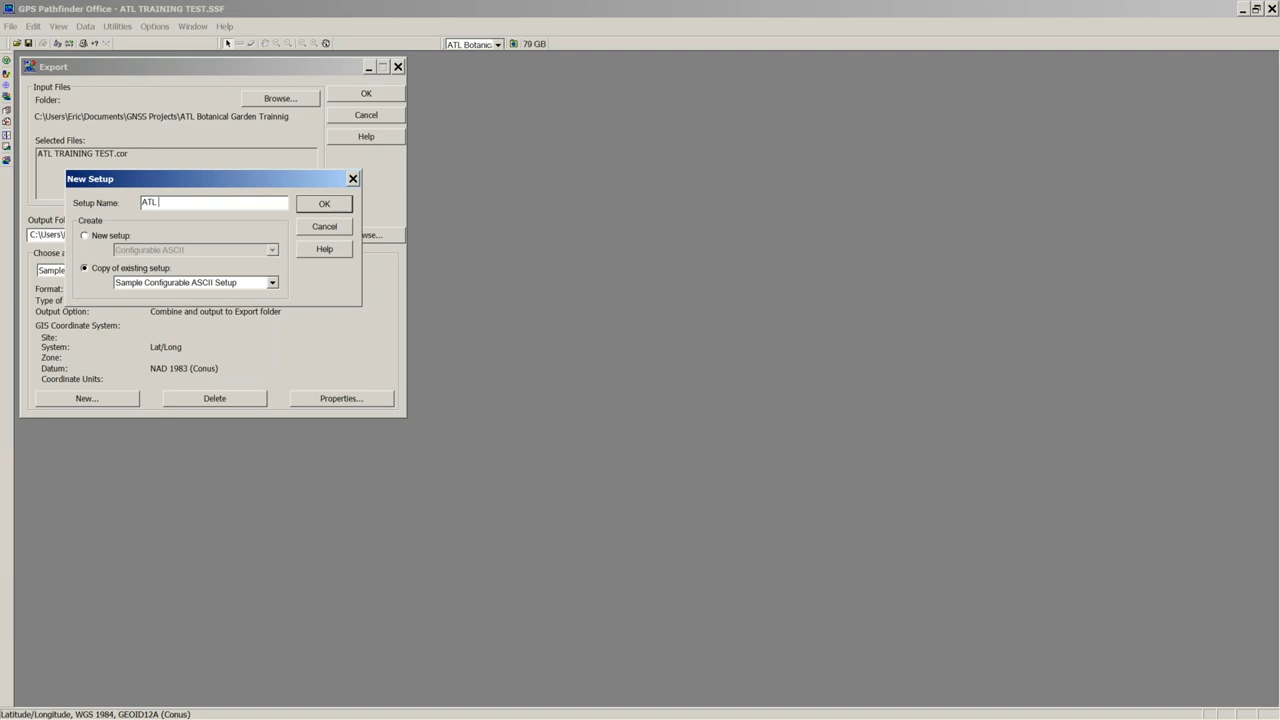 GPS Pathfinder Office - ATL TRAINING TEST.SSF
File Edit View Data Utilities Options Window Help
ATL Botanic 79 GB
Export
Input Files
Folder:
Browse...
OK
C:\Users\Eric\Documents\GNSS Projects\ATL Botanical Garden Trainnig
Cancel
Selected Files:
Help
ATL TRAINING TEST.cor
New Setup
Setup Name: ATL
OK
Create
Cancel
New setup:
Configurable ASCII
Help
Copy of existing setup:
Sample Configurable ASCII Setup
Output Fol
C:\Users\
wse...
Choose a
Sample
Format:
Type of
Output Option: Combine and output to Export folder
GIS Coordinate System:
Site:
System: Lat/Long
Zone:
Datum: NAD 1983 (Conus)
Coordinate Units:
New... Delete Properties...
Latitude/Longitude, WGS 1984, GEOID12A (Conus)